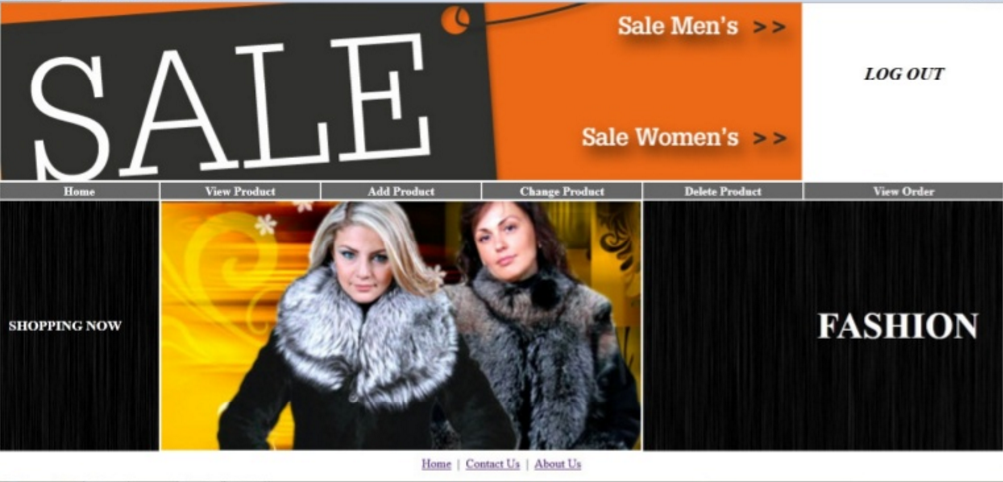 SALE
Sale Men's >>
Sale Women's >>
LOG OUT
Home View Product Add Product Change Product Delete Product View Order
SHOPPING NOW
FASHION
Home | Contact Us | About Us